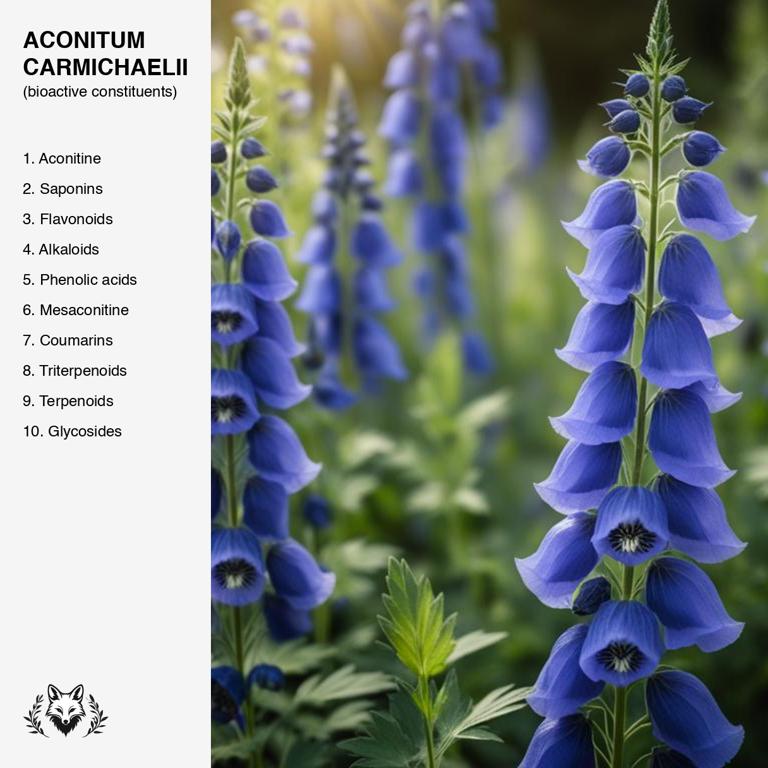 ACONITUM
CARMICHAELII
(bioactive constituents)
1. Aconitine
2. Saponins
3. Flavonoids
4. Alkaloids
5. Phenolic acids
6. Mesaconitine
7. Coumarins
8. Triterpenoids
9. Terpenoids
10. Glycosides